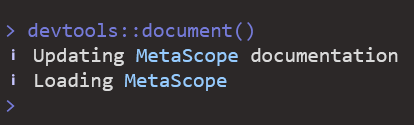 > devtools::document()
i Updating MetaScope documentation
i Loading MetaScope
>